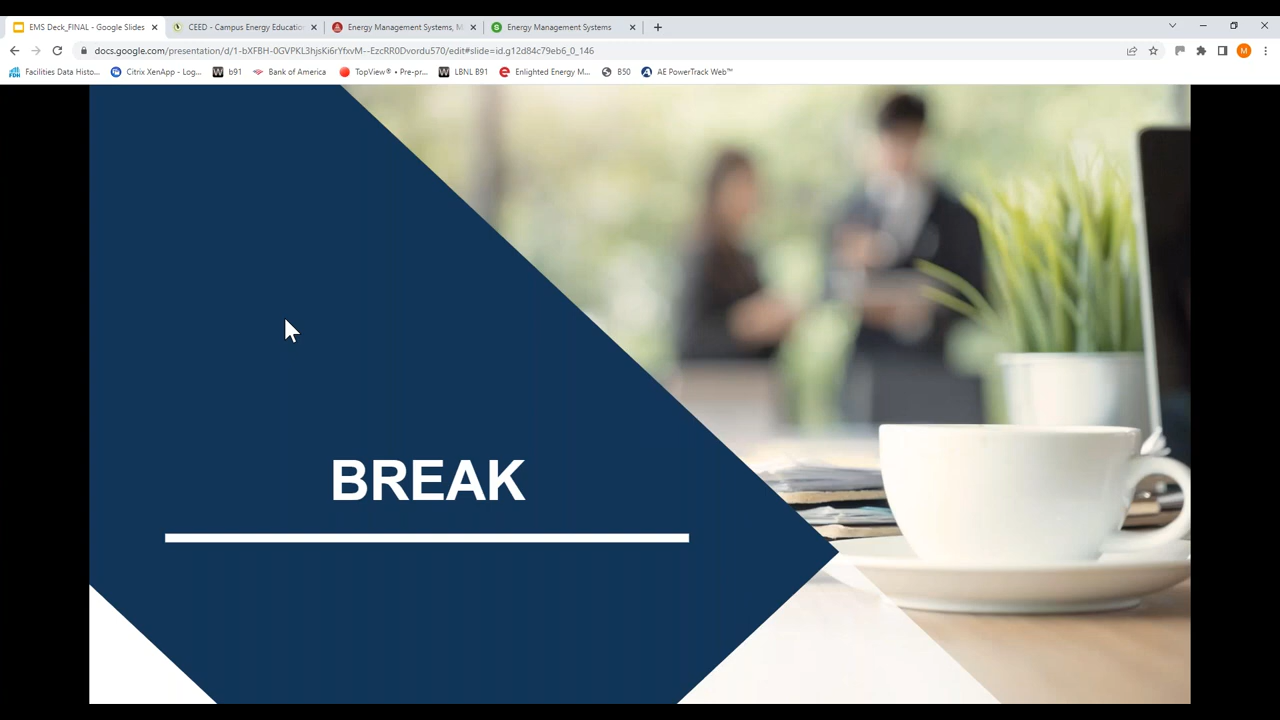 EMS Deck_FINAL - Google Slides
CEED - Campus Energy Educatio
Energy Management Systems, M
Energy Management Systems
docs.google.com/presentation/d/1-bXFBH-0GVPKL3hjsKi6rYfxvM--EzcRR0Dvordu570/edit#slide=id.g12d84c79eb6_0_146
M
Facilities Data Histo...
Citrix XenApp - Log...
b91
Bank of America
TopView® • Pre-pr...
LBNL B91
Enlighted Energy M...
B50
AE PowerTrack Web™
BREAK